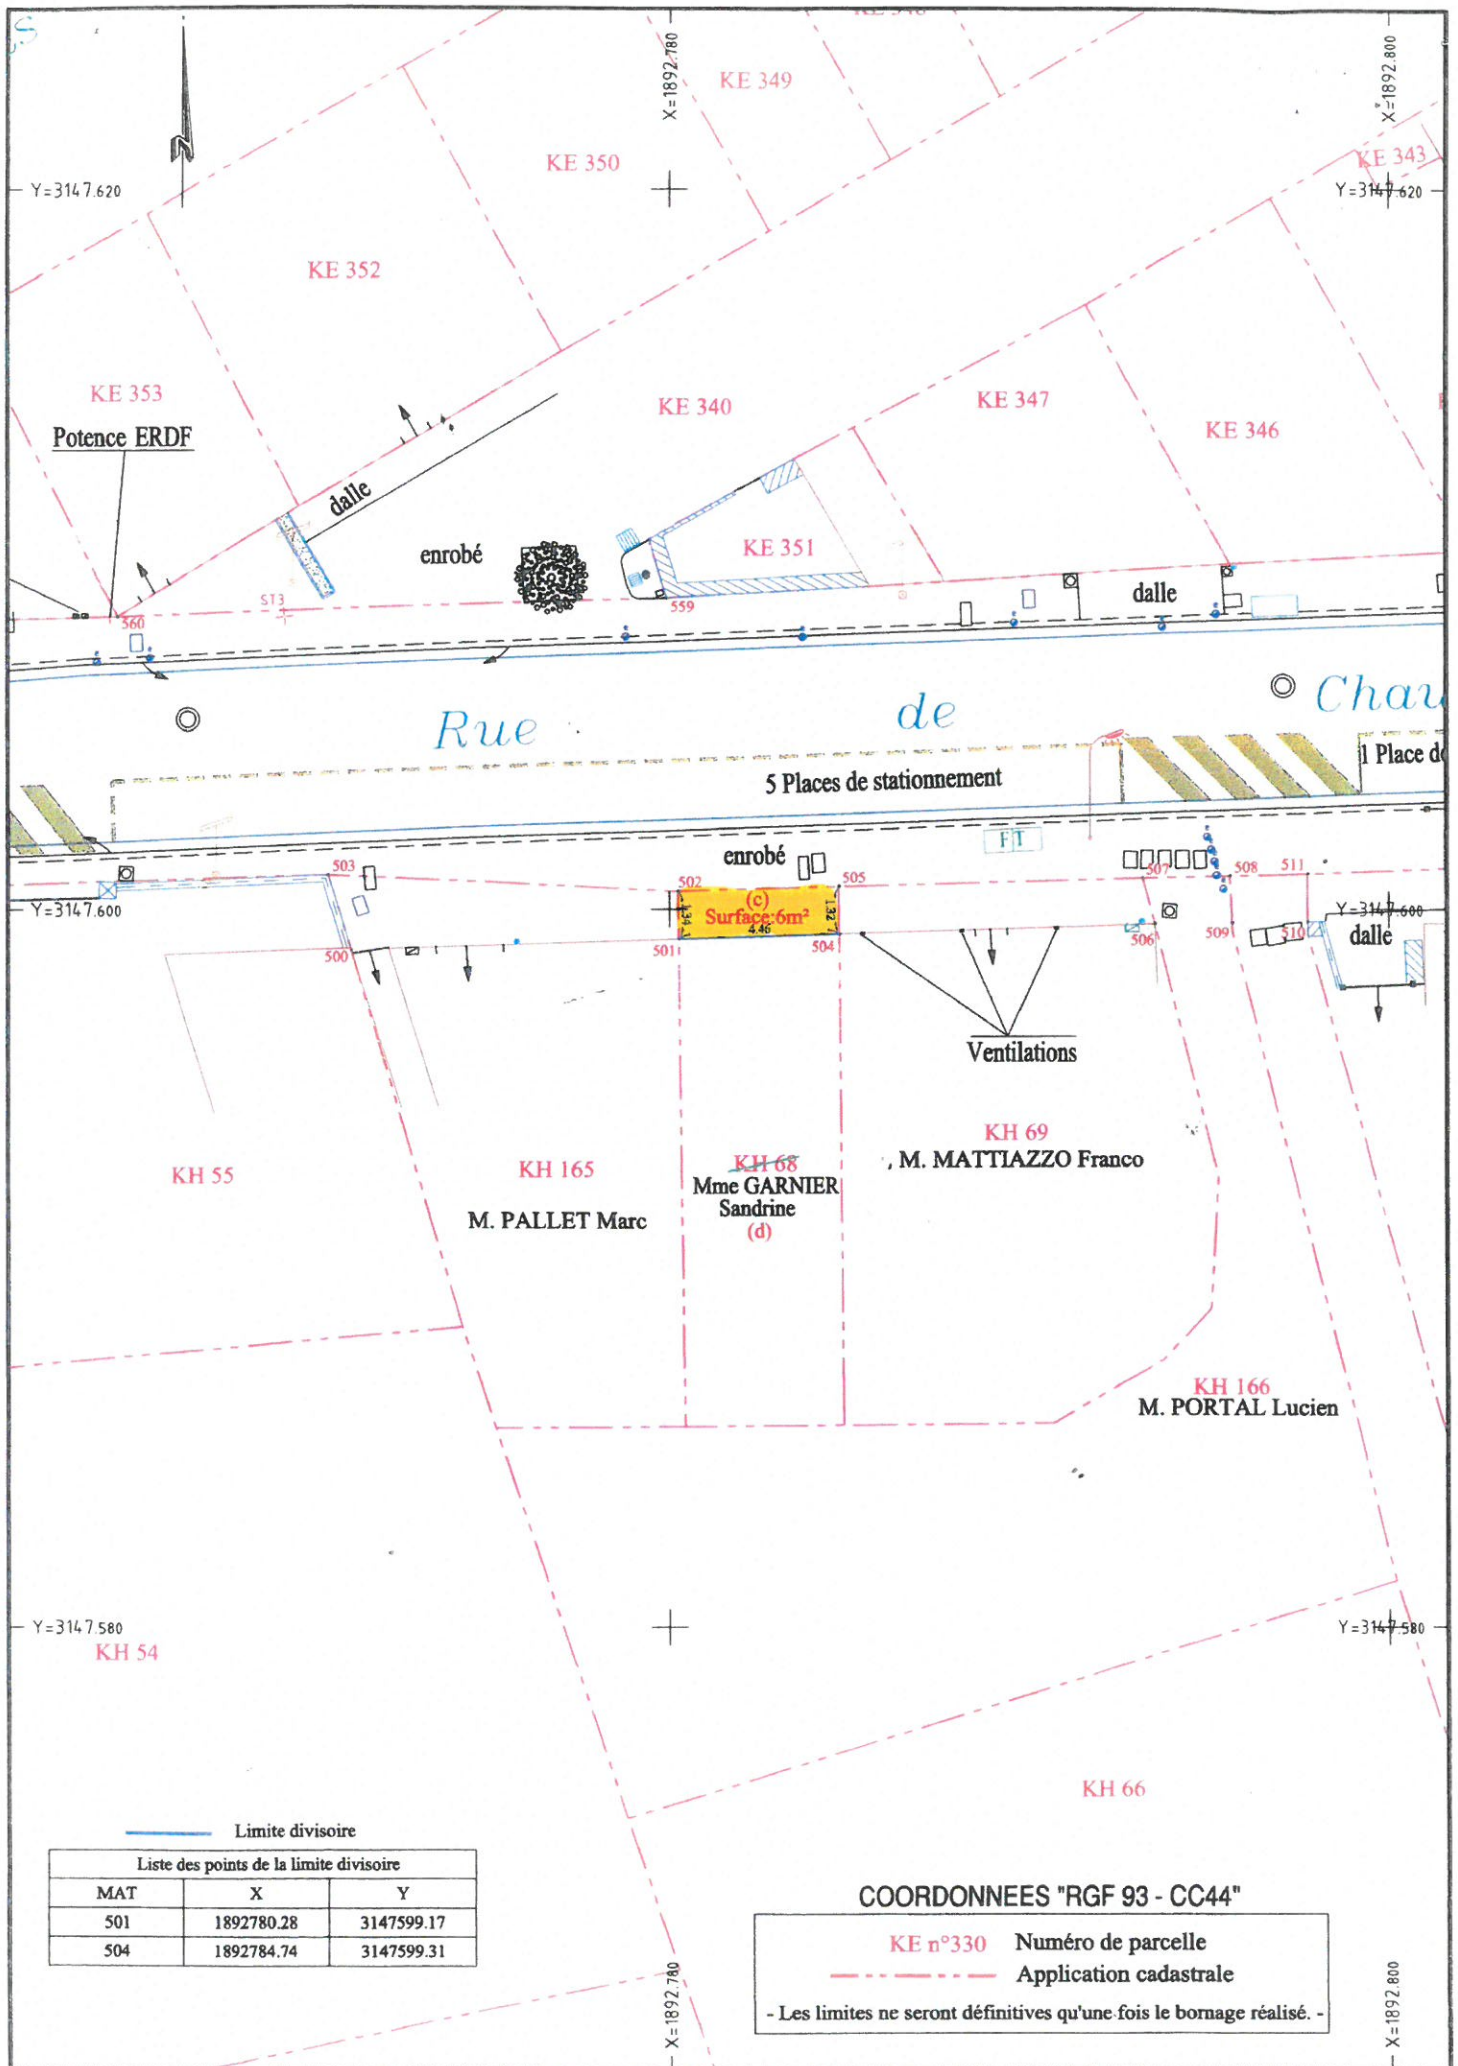 KE 349
X=1892.780
X=1892.800
KE 350
KE 343
Y=3147.620
Y=3147.620
KE 352
KE 353
KE 340
KE 347
KE 346
Potence ERDF
dalle
enrobé
KE 351
ST3
560
559
dalle
Rue de Chau
5 Places de stationnement
1 Place de
FT
enrobé
503
502
505
507
508
511
Y=3147.600
(c)
Surface:6m²
1.34
1.32
4.46
Y=3147.600
500
501
504
506
509
510
dalle
Ventilations
KH 55
KH 165
M. PALLET Marc
KH 68
Mme GARNIER
Sandrine
(d)
KH 69
M. MATTIAZZO Franco
KH 166
M. PORTAL Lucien
Y=3147.580
Y=3147.580
KH 54
KH 66
Limite divisoire
Liste des points de la limite divisoire
MAT X Y
501 1892780.28 3147599.17
504 1892784.74 3147599.31
COORDONNEES "RGF 93 - CC44"
KE n°330 Numéro de parcelle
Application cadastrale
- Les limites ne seront définitives qu'une fois le bornage réalisé. -
X=1892.780
X=1892.800